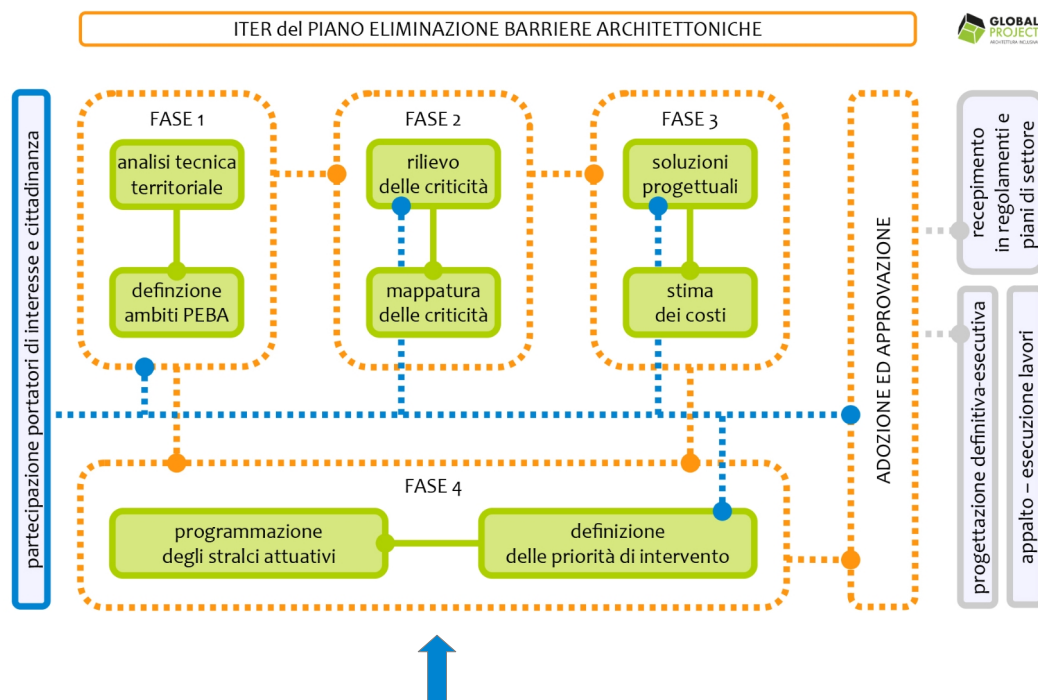 ITER del PIANO ELIMINAZIONE BARRIERE ARCHITETTONICHE
GLOBAL
PROJECT
ARCHITETTURA INCLUSIVA
partecipazione portatori di interesse e cittadinanza
FASE 1
analisi tecnica
territoriale
definzione
ambiti PEBA
FASE 2
rilievo
delle criticità
mappatura
delle criticità
FASE 3
soluzioni
progettuali
stima
dei costi
FASE 4
programmazione
degli stralci attuativi
definizione
delle priorità di intervento
ADOZIONE ED APPROVAZIONE
recepimento
in regolamenti e
piani di settore
progettazione definitiva-esecutiva
appalto – esecuzione lavori